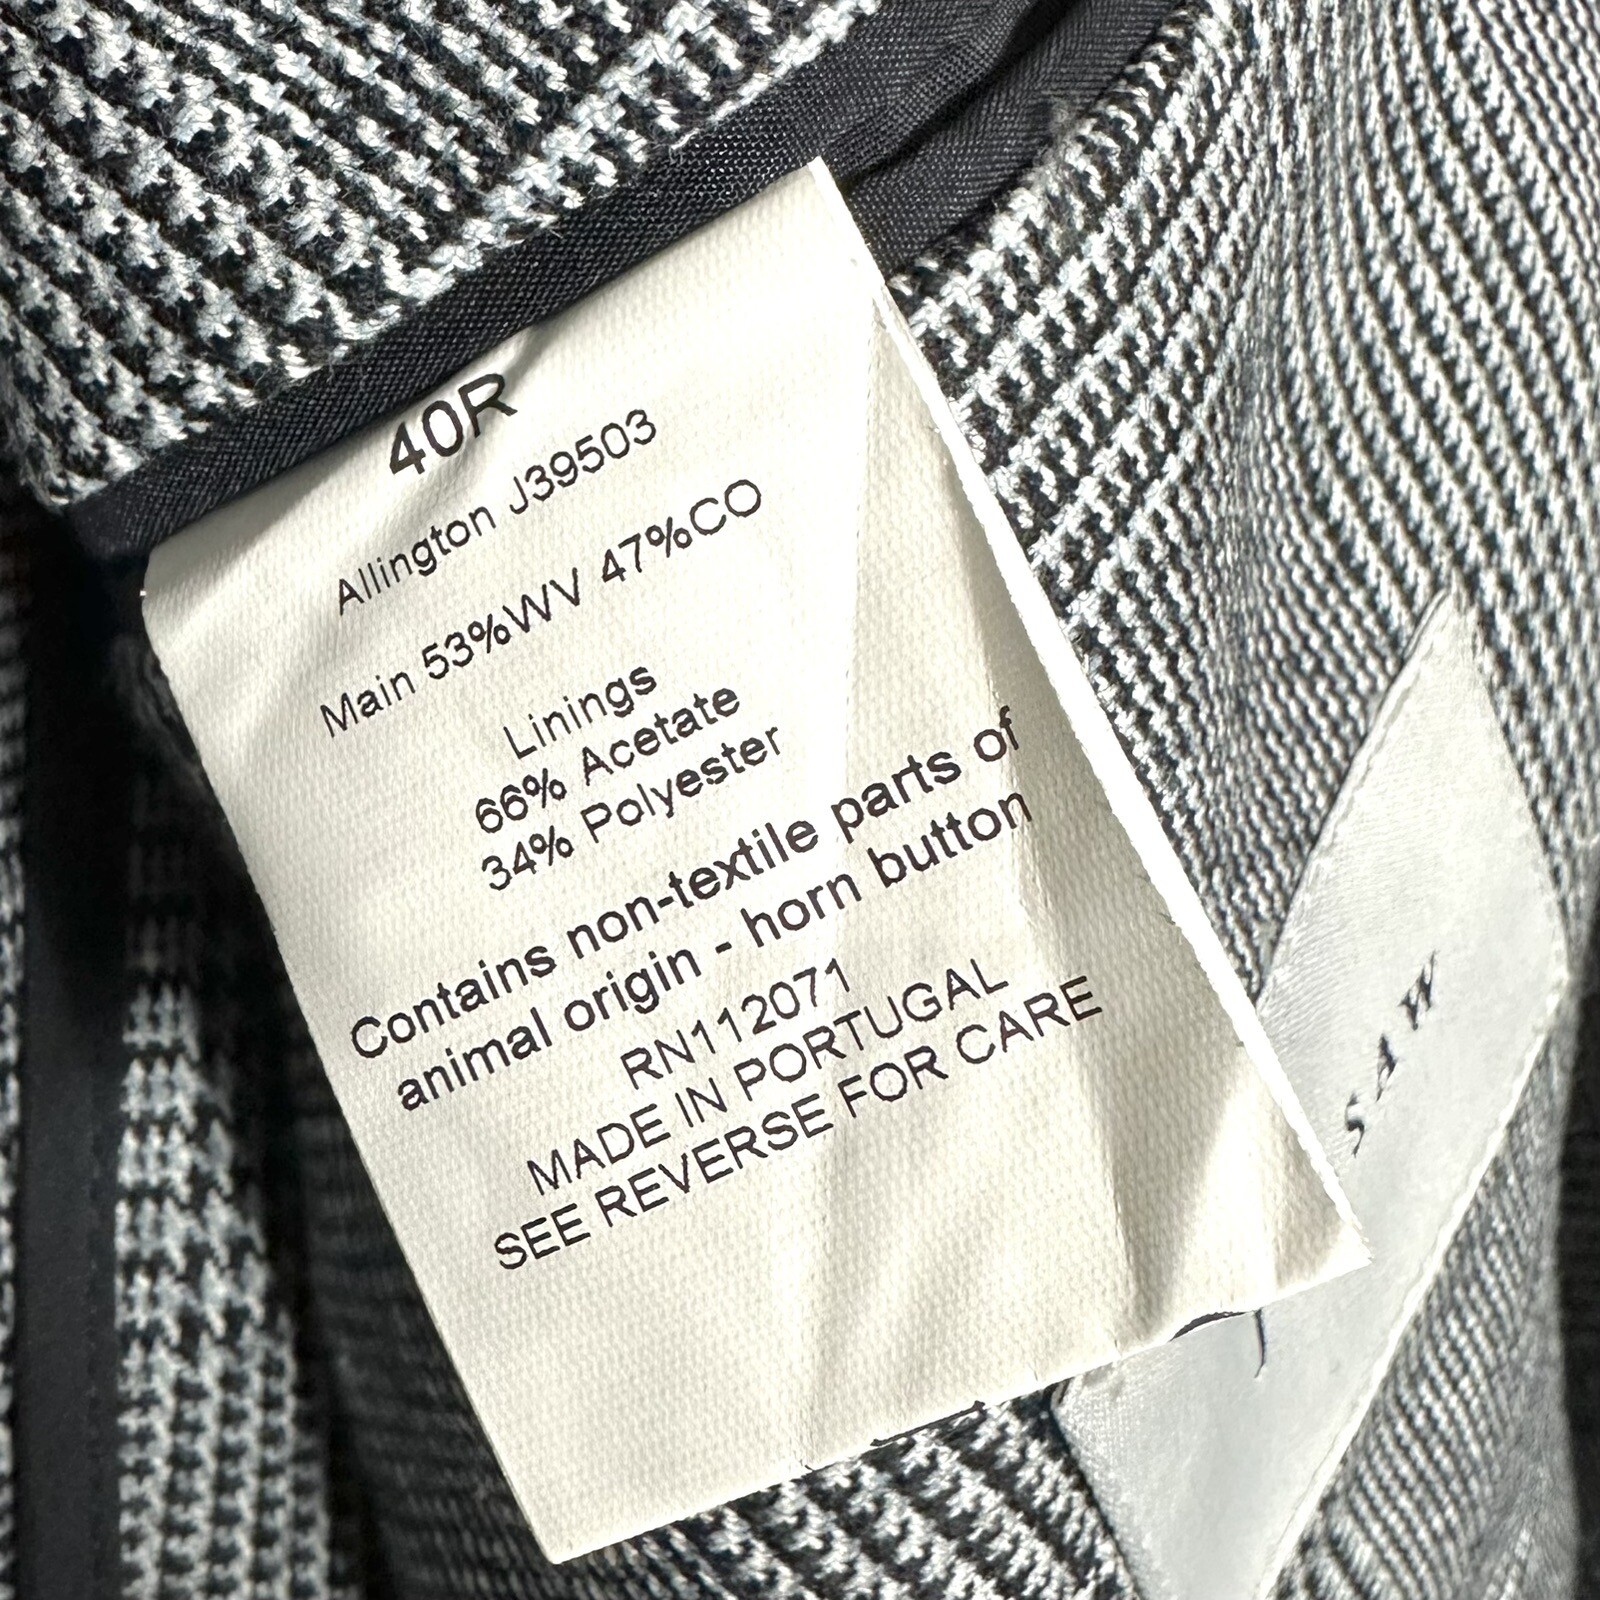 40R
Allington J39503
Main 53%WV 47%CO
Linings
66% Acetate
34% Polyester
Contains non-textile parts of
animal origin - horn button
RN112071
MADE IN PORTUGAL
SEE REVERSE FOR CARE
S A W